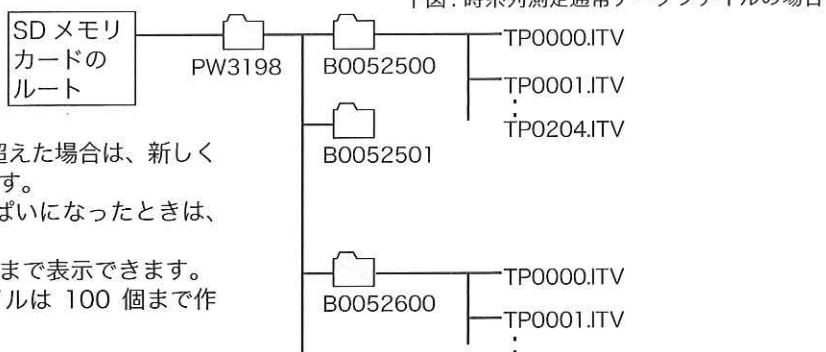 下図：時系列測定通常データファイルの場合
SDメモリ
カードの
ルート
PW3198
B0052500
TP0000.ITV
TP0001.ITV
TP0204.ITV
B0052501
超えた場合は、新しく
す。
ぱいになったときは、
まで表示できます。
イルは 100 個まで作
B0052600
TP0000.ITV
TP0001.ITV